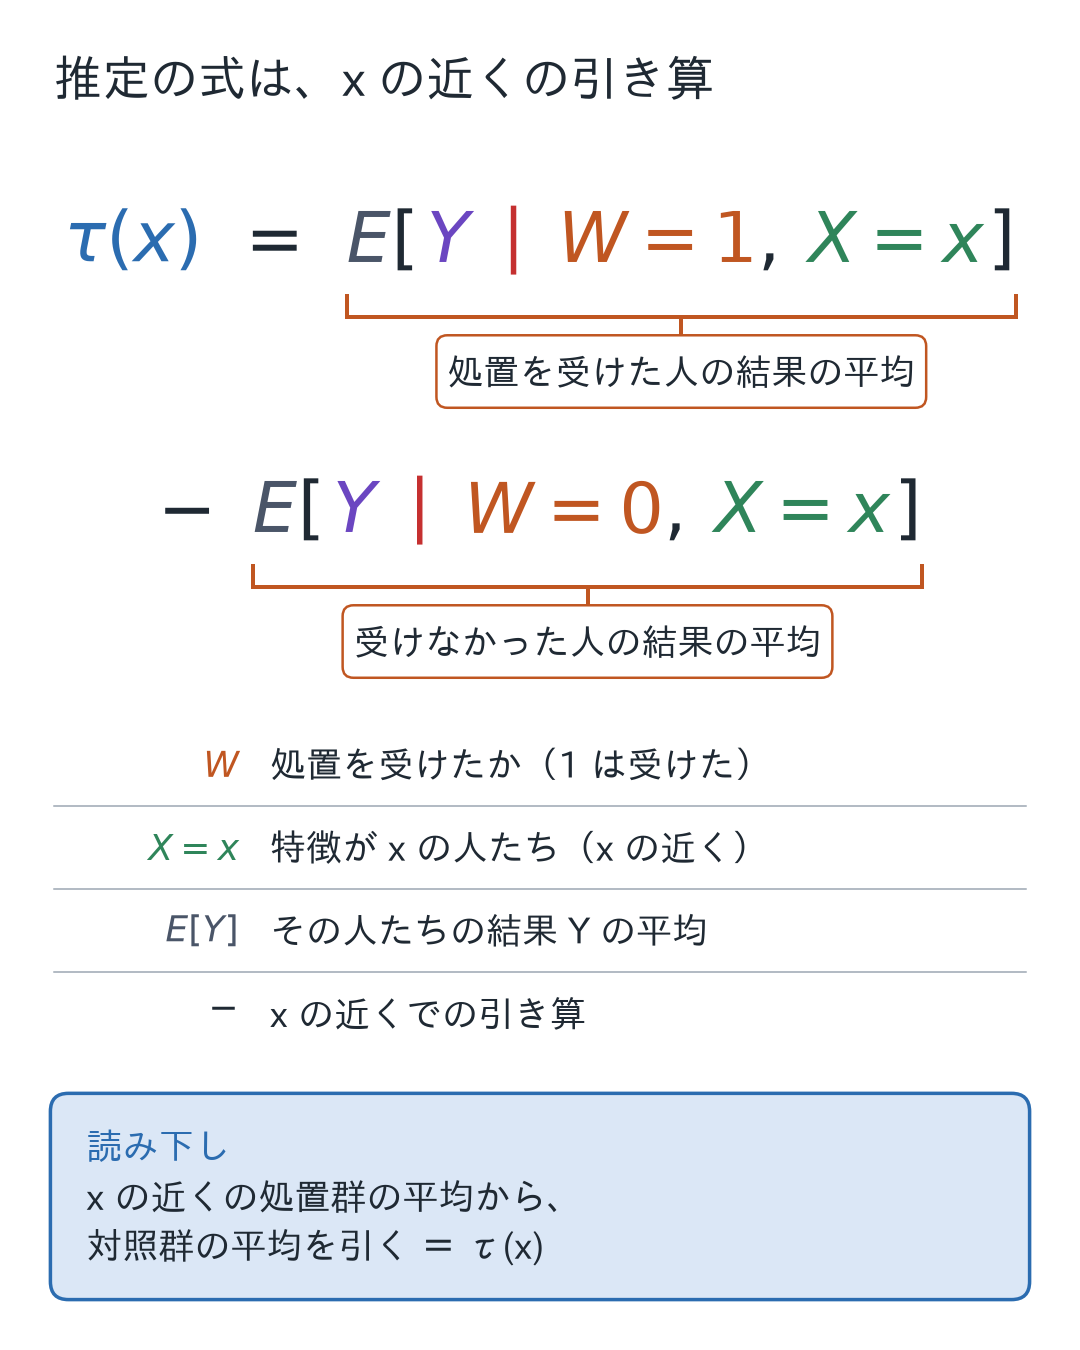 推定の式は、x の近くの引き算
τ(x) = E[Y | W = 1, X = x]
処置を受けた人の結果の平均
− E[Y | W = 0, X = x]
受けなかった人の結果の平均
W 処置を受けたか（1 は受けた）
X = x 特徴が x の人たち（x の近く）
E[Y] その人たちの結果 Y の平均
− x の近くでの引き算
読み下し
x の近くの処置群の平均から、
対照群の平均を引く = τ(x)